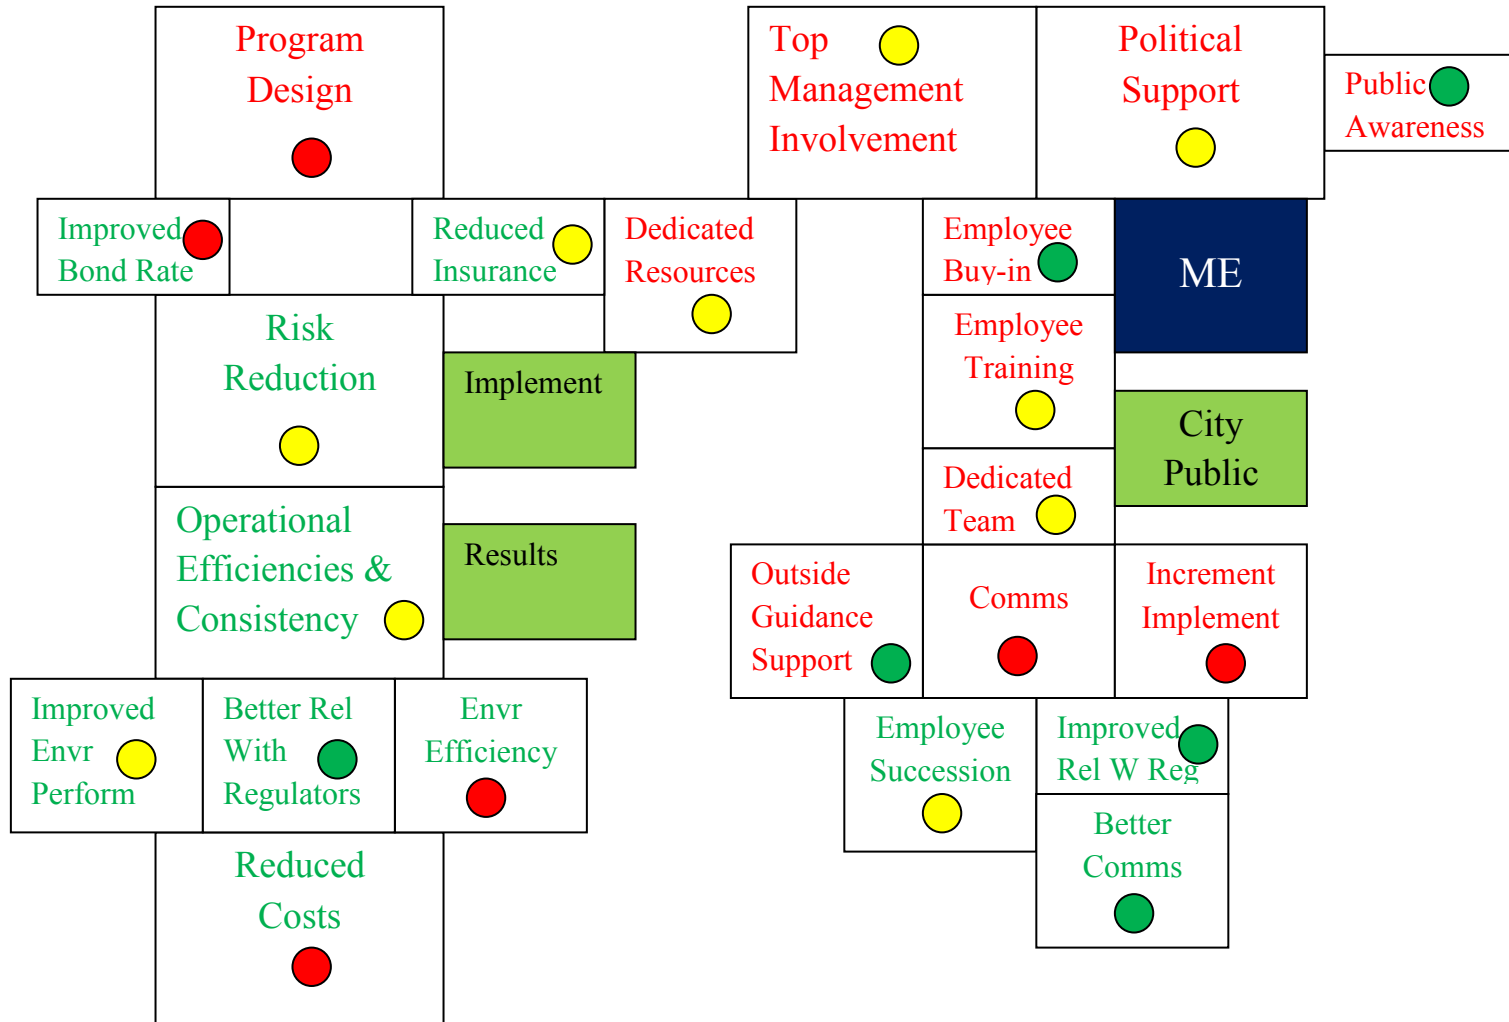 Program
Design
Top
Management
Involvement
Political
Support
Public
Awareness
Improved
Bond Rate
Reduced
Insurance
Dedicated
Resources
Employee
Buy-in
ME
Risk
Reduction
Implement
Employee
Training
City
Public
Dedicated
Team
Operational
Efficiencies &
Consistency
Results
Outside
Guidance
Support
Comms
Increment
Implement
Improved
Envr
Perform
Better Rel
With
Regulators
Envr
Efficiency
Employee
Succession
Improved
Rel W Reg
Better
Comms
Reduced
Costs